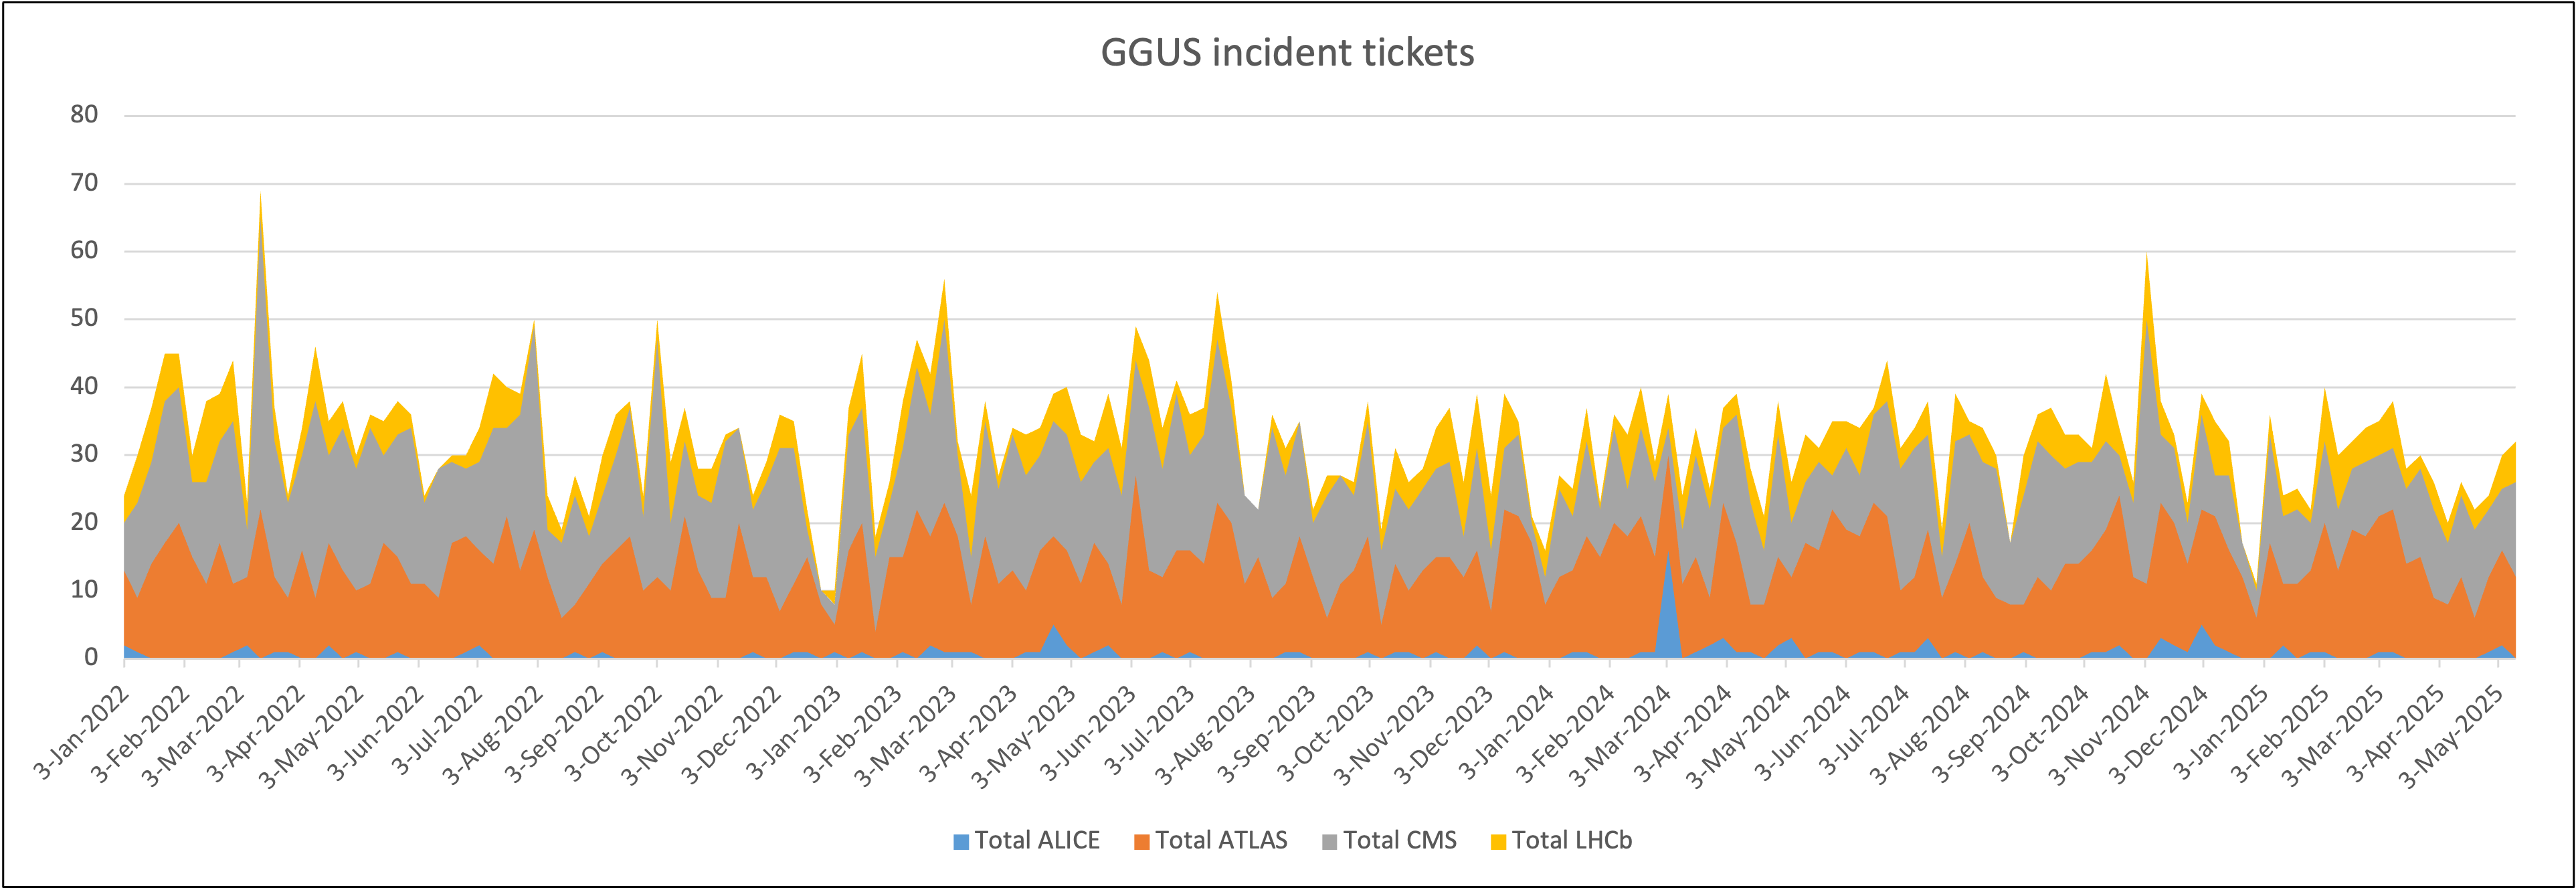 GGUS incident tickets
80
70
60
50
40
30
20
10
0
3-Jan-2022
3-Feb-2022
3-Mar-2022
3-Apr-2022
3-May-2022
3-Jun-2022
3-Jul-2022
3-Aug-2022
3-Sep-2022
3-Oct-2022
3-Nov-2022
3-Dec-2022
3-Jan-2023
3-Feb-2023
3-Mar-2023
3-Apr-2023
3-May-2023
3-Jun-2023
3-Jul-2023
3-Aug-2023
3-Sep-2023
3-Oct-2023
3-Nov-2023
3-Dec-2023
3-Jan-2024
3-Feb-2024
3-Mar-2024
3-Apr-2024
3-May-2024
3-Jun-2024
3-Jul-2024
3-Aug-2024
3-Sep-2024
3-Oct-2024
3-Nov-2024
3-Dec-2024
3-Jan-2025
3-Feb-2025
3-Mar-2025
3-Apr-2025
3-May-2025
Total ALICE Total ATLAS Total CMS Total LHCb